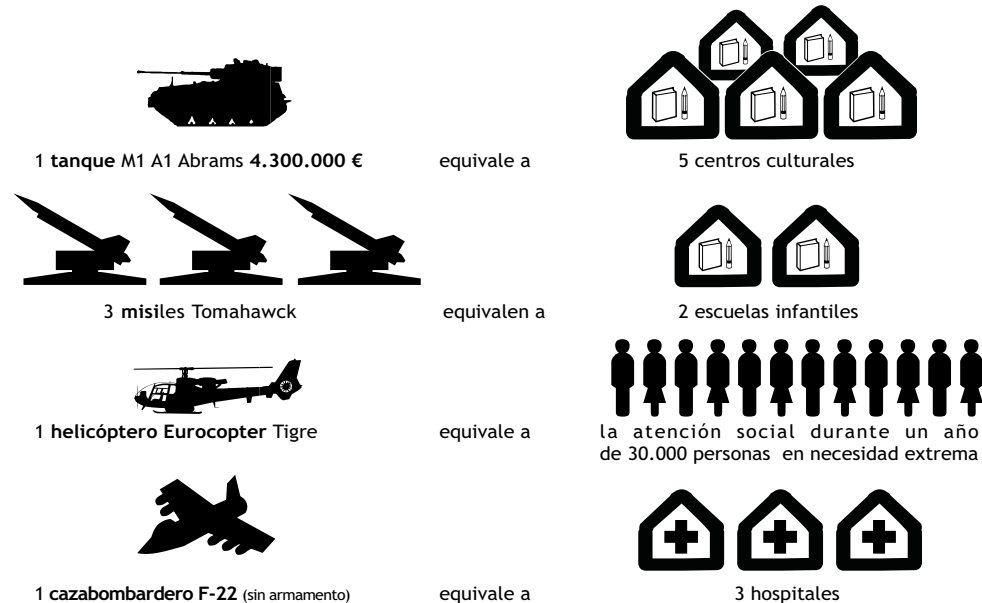 1 tanque M1 A1 Abrams 4.300.000 € equivale a 5 centros culturales
3 misiles Tomahawck equivalen a 2 escuelas infantiles
1 helicóptero Eurocopter Tigre equivale a la atención social durante un año
de 30.000 personas en necesidad extrema
1 cazabombardero F-22 (sin armamento) equivale a 3 hospitales